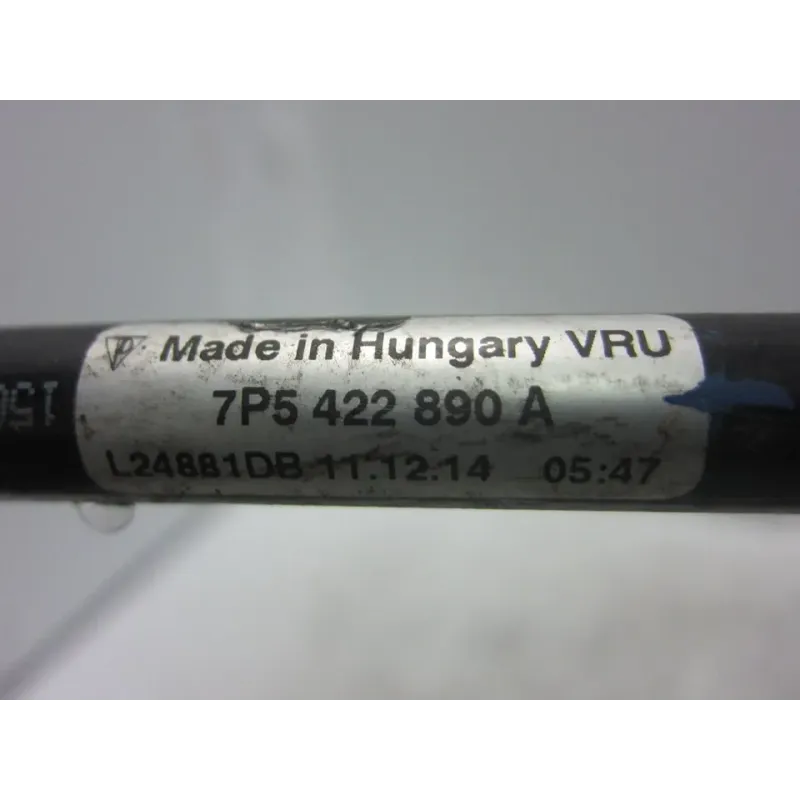 Made in Hungary VRU
7P5 422 890 A
L24881DB 11.12.14 05:47